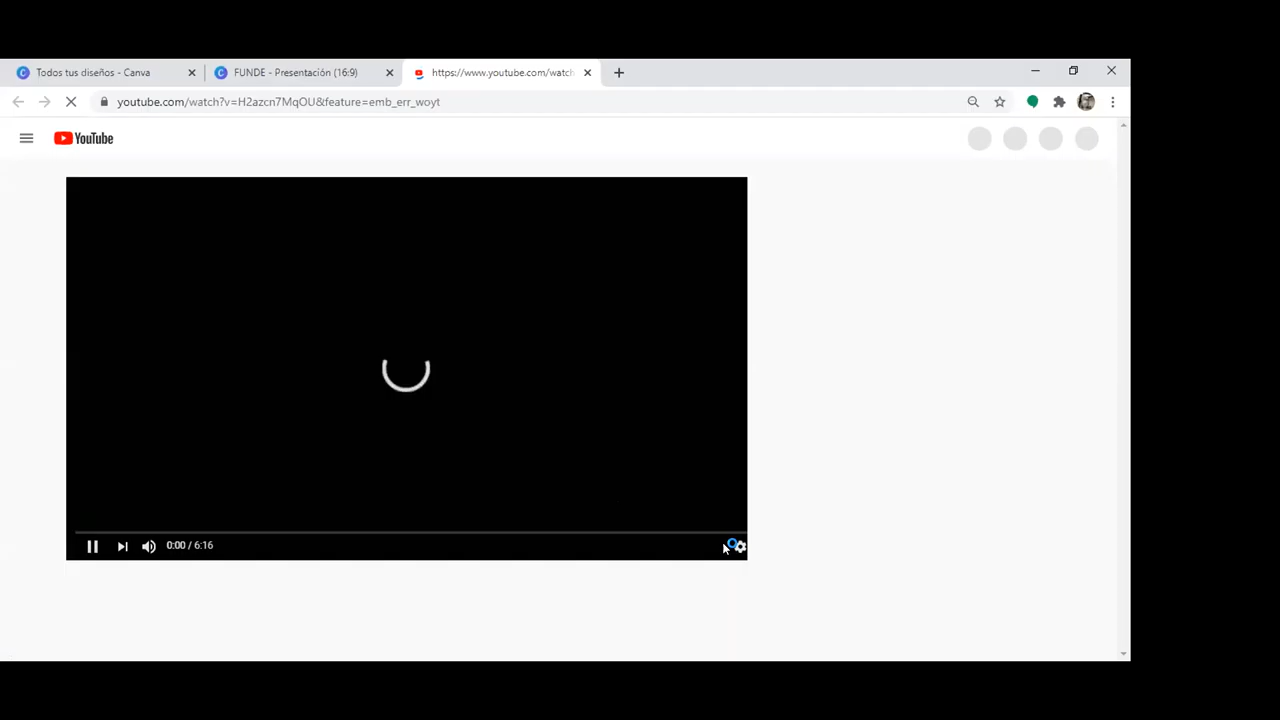 Todos tus diseños - Canva
FUNDE - Presentación (16:9)
https://www.youtube.com/watch
youtube.com/watch?v=H2azcn7MqOU&feature=emb_err_woyt
YouTube
0:00 / 6:16